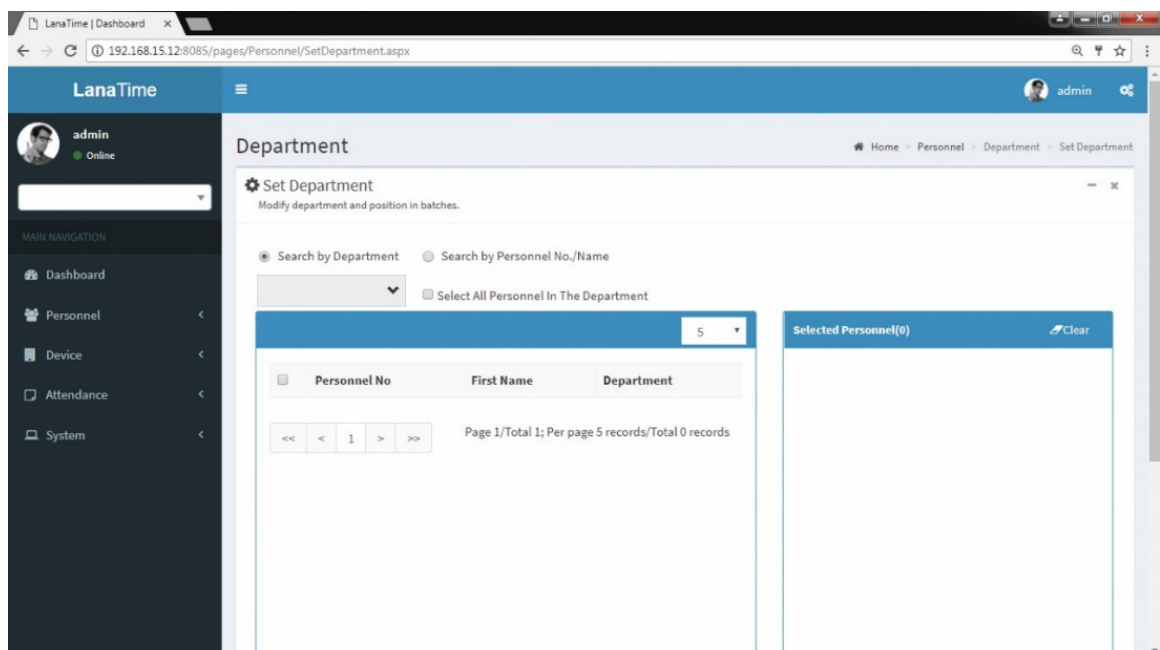 LanaTime | Dashboard
192.168.15.12:8085/pages/Personnel/SetDepartment.aspx
LanaTime
admin
admin
Online
Department
Home > Personnel > Department > Set Department
Set Department
Modify department and position in batches.
MAIN NAVIGATION
Dashboard
Personnel
Device
Attendance
System
Search by Department
Search by Personnel No./Name
Select All Personnel In The Department
5
Personnel No First Name Department
<< < 1 > >>
Page 1/Total 1; Per page 5 records/Total 0 records
Selected Personnel(0)
Clear